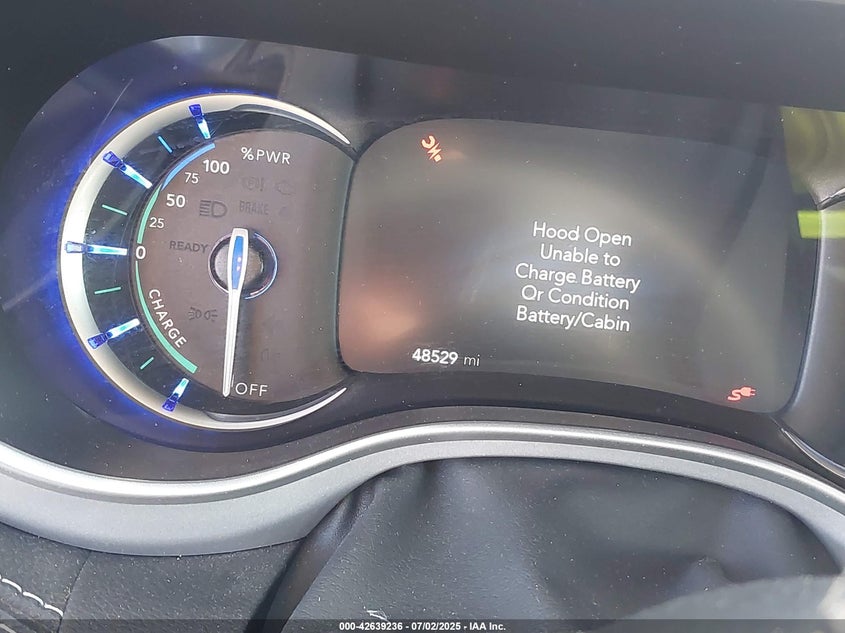 %PWR
100
75
50
25
0
BRAKE
READY
CHARGE
OFF
Hood Open
Unable to
Charge Battery
Or Condition
Battery/Cabin
48529 mi
000-42639236 - 07/02/2025 - IAA Inc.